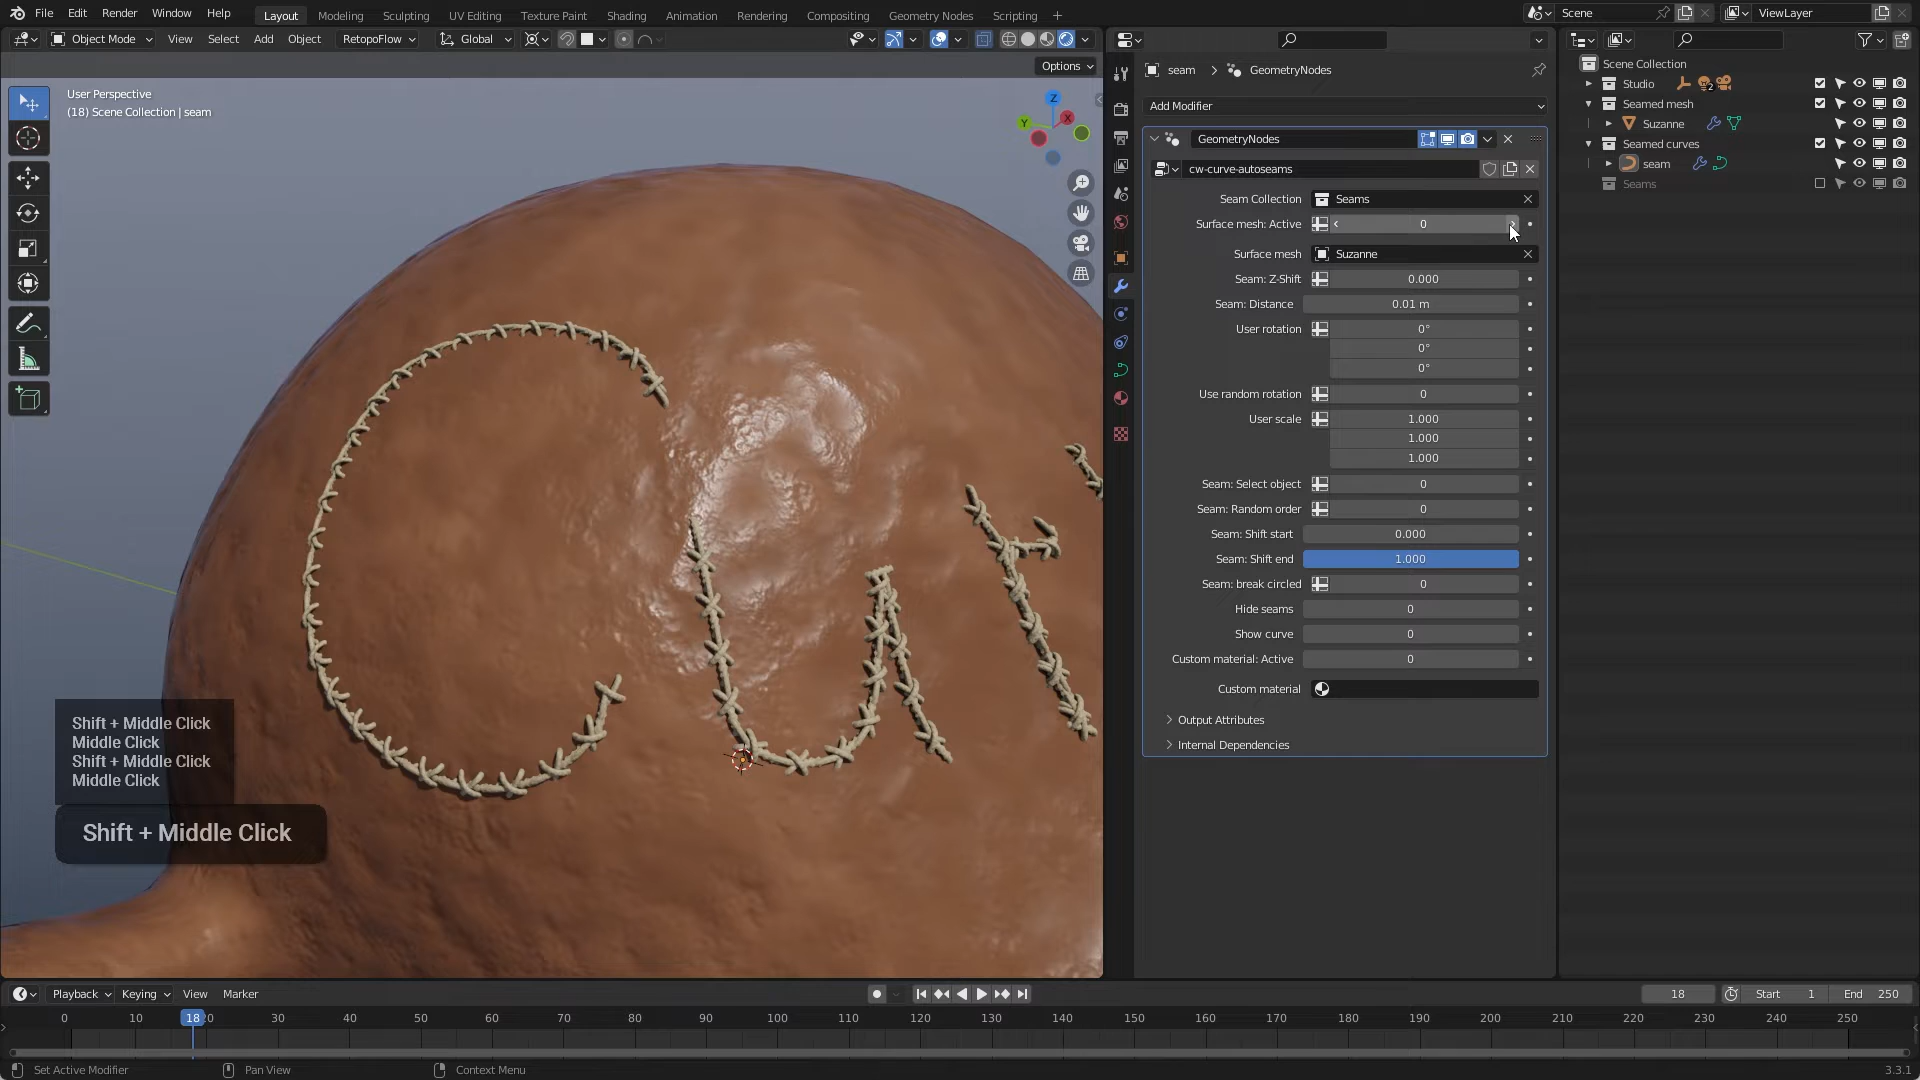 File Edit Render Window Help
Layout Modeling Sculpting UV Editing Texture Paint Shading Animation Rendering Compositing Geometry Nodes Scripting +
Scene
ViewLayer
Object Mode View Select Add Object RetopoFlow Global
Options
User Perspective
(18) Scene Collection | seam
Z
Y
X
Shift + Middle Click
Middle Click
Shift + Middle Click
Middle Click
Shift + Middle Click
seam > GeometryNodes
Add Modifier
GeometryNodes
cw-curve-autoseams
Seam Collection Seams
Surface mesh: Active 0
Surface mesh Suzanne
Seam: Z-Shift 0.000
Seam: Distance 0.01 m
User rotation 0°
0°
0°
Use random rotation 0
User scale 1.000
1.000
1.000
Seam: Select object 0
Seam: Random order 0
Seam: Shift start 0.000
Seam: Shift end 1.000
Seam: break circled 0
Hide seams 0
Show curve 0
Custom material: Active 0
Custom material
Output Attributes
Internal Dependencies
Scene Collection
Studio 2
Seamed mesh
Suzanne
Seamed curves
seam
Seams
Playback Keying View Marker
18 Start 1 End 250
0 10 18 20 30 40 50 60 70 80 90 100 110 120 130 140 150 160 170 180 190 200 210 220 230 240 250
Set Active Modifier Pan View Context Menu 3.3.1